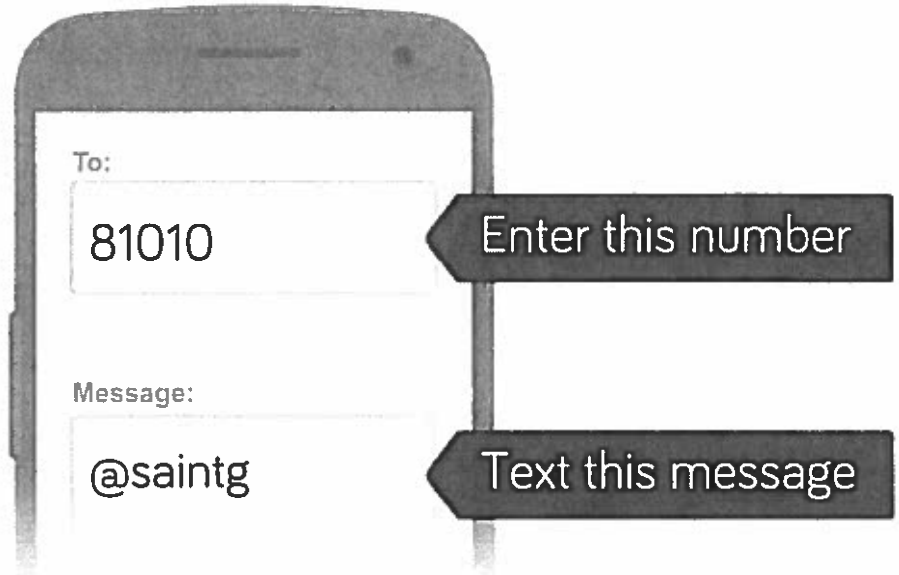 To:
81010
Enter this number
Message:
@saintg
Text this message